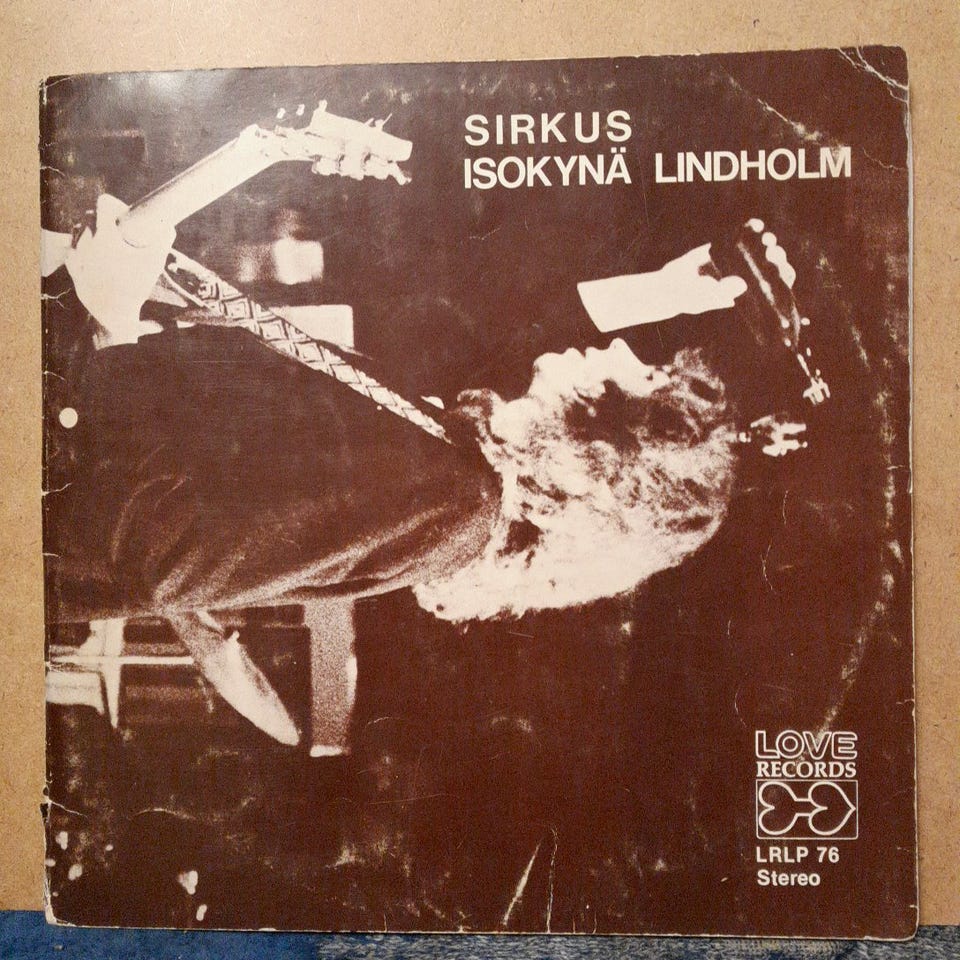 SIRKUS
ISOKYNÄ LINDHOLM
LOVE
RECORDS
LRLP 76
Stereo